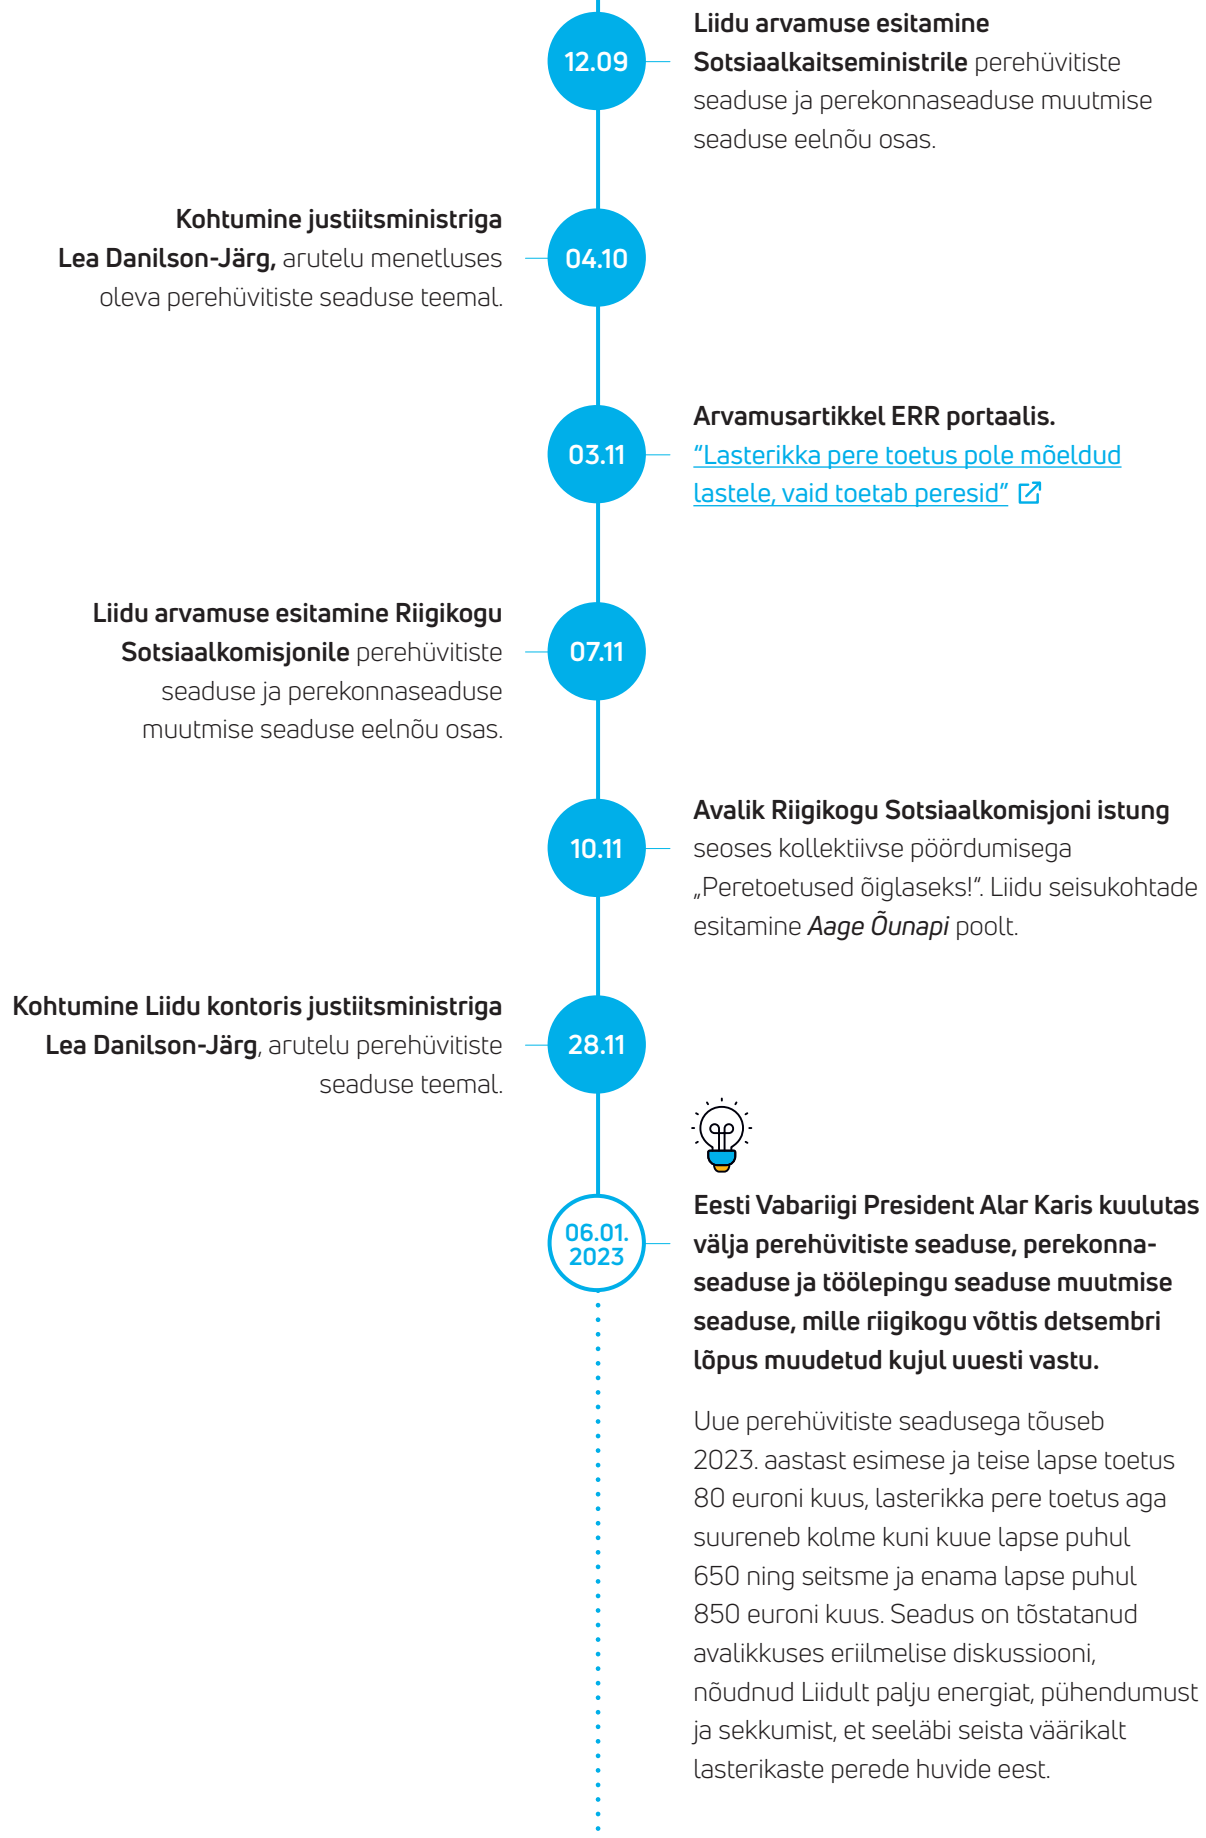 12.09
Liidu arvamuse esitamine
Sotsiaalkaitseministrile perehüvitiste
seaduse ja perekonnaseaduse muutmise
seaduse eelnõu osas.
Kohtumine justiitsministriga
Lea Danilson-Järg, arutelu menetluses
oleva perehüvitiste seaduse teemal.
04.10
03.11
Arvamusartikkel ERR portaalis.
“Lasterikka pere toetus pole mõeldud
lastele, vaid toetab peresid”
Liidu arvamuse esitamine Riigikogu
Sotsiaalkomisjonile perehüvitiste
seaduse ja perekonnaseaduse
muutmise seaduse eelnõu osas.
07.11
10.11
Avalik Riigikogu Sotsiaalkomisjoni istung
seoses kollektiivse pöördumisega
„Peretoetused õiglaseks!“. Liidu seisukohtade
esitamine Aage Õunapi poolt.
Kohtumine Liidu kontoris justiitsministriga
Lea Danilson-Järg, arutelu perehüvitiste
seaduse teemal.
28.11
06.01.
2023
Eesti Vabariigi President Alar Karis kuulutas
välja perehüvitiste seaduse, perekonna-
seaduse ja töölepingu seaduse muutmise
seaduse, mille riigikogu võttis detsembri
lõpus muudetud kujul uuesti vastu.
Uue perehüvitiste seadusega tõuseb
2023. aastast esimese ja teise lapse toetus
80 euroni kuus, lasterikka pere toetus aga
suureneb kolme kuni kuue lapse puhul
650 ning seitsme ja enama lapse puhul
850 euroni kuus. Seadus on tõstatanud
avalikkuses eriilmelise diskussiooni,
nõudnud Liidult palju energiat, pühendumust
ja sekkumist, et seeläbi seista väärikalt
lasterikaste perede huvide eest.